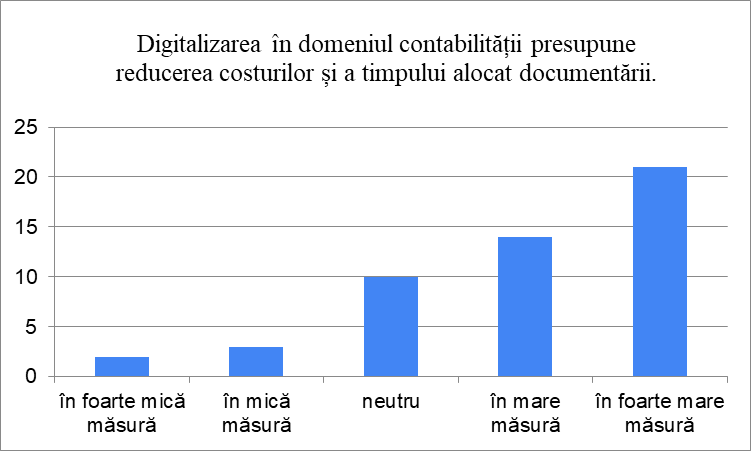 Digitalizarea în domeniul contabilității presupune
reducerea costurilor și a timpului alocat documentării.
25
20
15
10
5
0
în foarte mică
măsură
în mică
măsură
neutru
în mare
măsură
în foarte mare
măsură